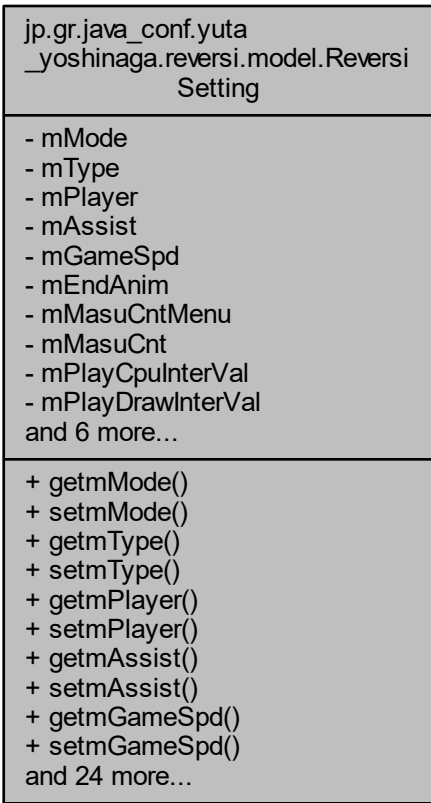 jp.gr.java_conf.yuta
_yoshinaga.reversi.model.Reversi
Setting
- mMode
- mType
- mPlayer
- mAssist
- mGameSpd
- mEndAnim
- mMasuCntMenu
- mMasuCnt
- mPlayCpuInterVal
- mPlayDrawInterVal
and 6 more...
+ getmMode()
+ setmMode()
+ getmType()
+ setmType()
+ getmPlayer()
+ setmPlayer()
+ getmAssist()
+ setmAssist()
+ getmGameSpd()
+ setmGameSpd()
and 24 more...